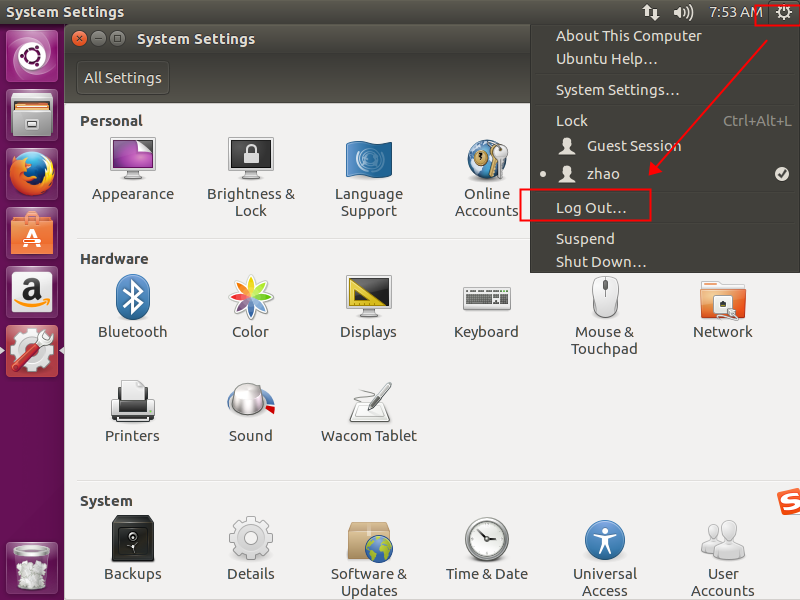 System Settings
7:53 AM
System Settings
All Settings
About This Computer
Ubuntu Help...
System Settings...
Lock Ctrl+Alt+L
Guest Session
zhao
Log Out...
Suspend
Shut Down...
Personal
Appearance
Brightness &
Lock
Language
Support
Online
Accounts
Hardware
Bluetooth
Color
Displays
Keyboard
Mouse &
Touchpad
Network
Printers
Sound
Wacom Tablet
System
Backups
Details
Software &
Updates
Time & Date
Universal
Access
User
Accounts
A
a
S